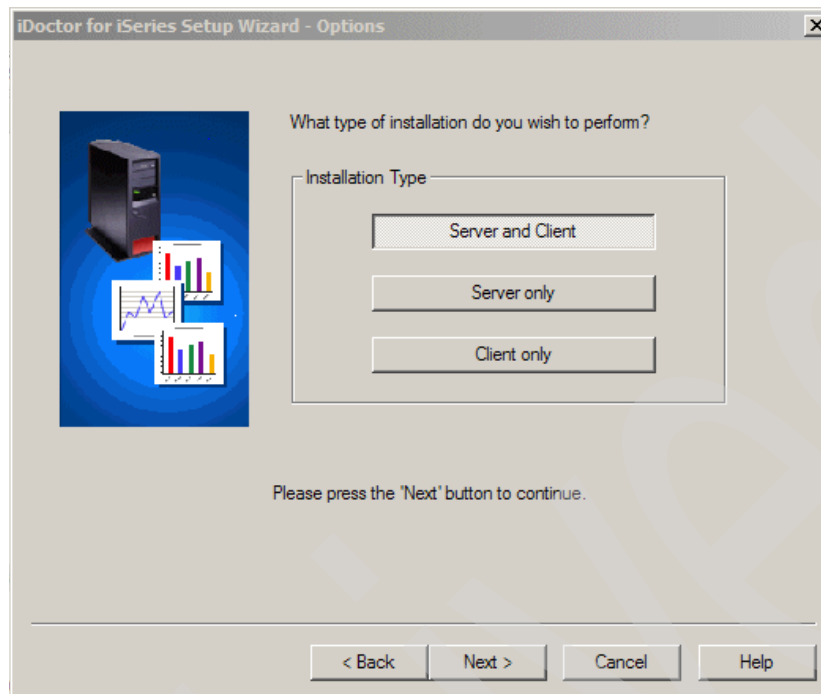 iDoctor for iSeries Setup Wizard - Options
What type of installation do you wish to perform?
Installation Type
Server and Client
Server only
Client only
Please press the 'Next' button to continue.
< Back
Next >
Cancel
Help